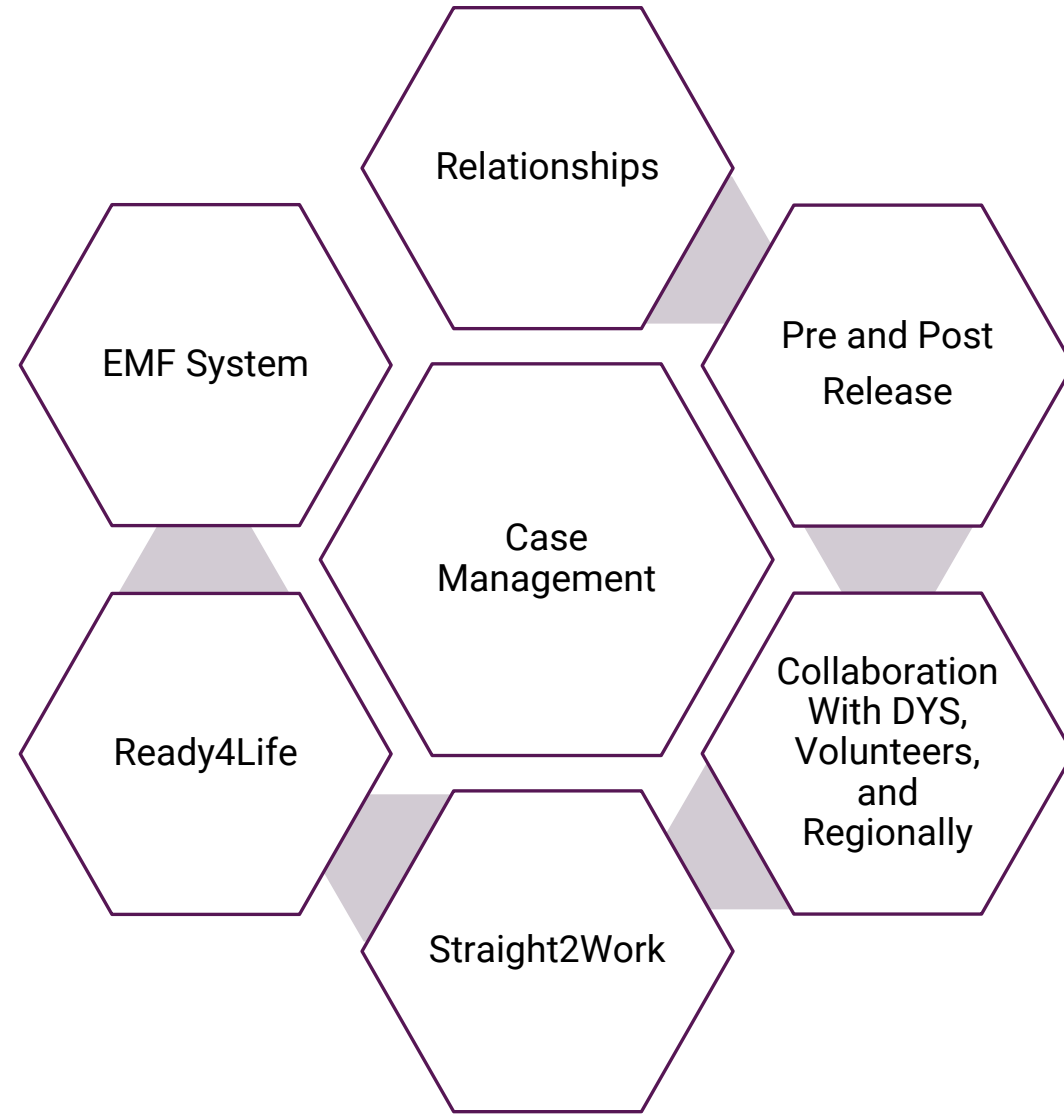 Relationships
Pre and Post
Release
EMF System
Case
Management
Collaboration
With DYS,
Volunteers,
and
Regionally
Ready4Life
Straight2Work